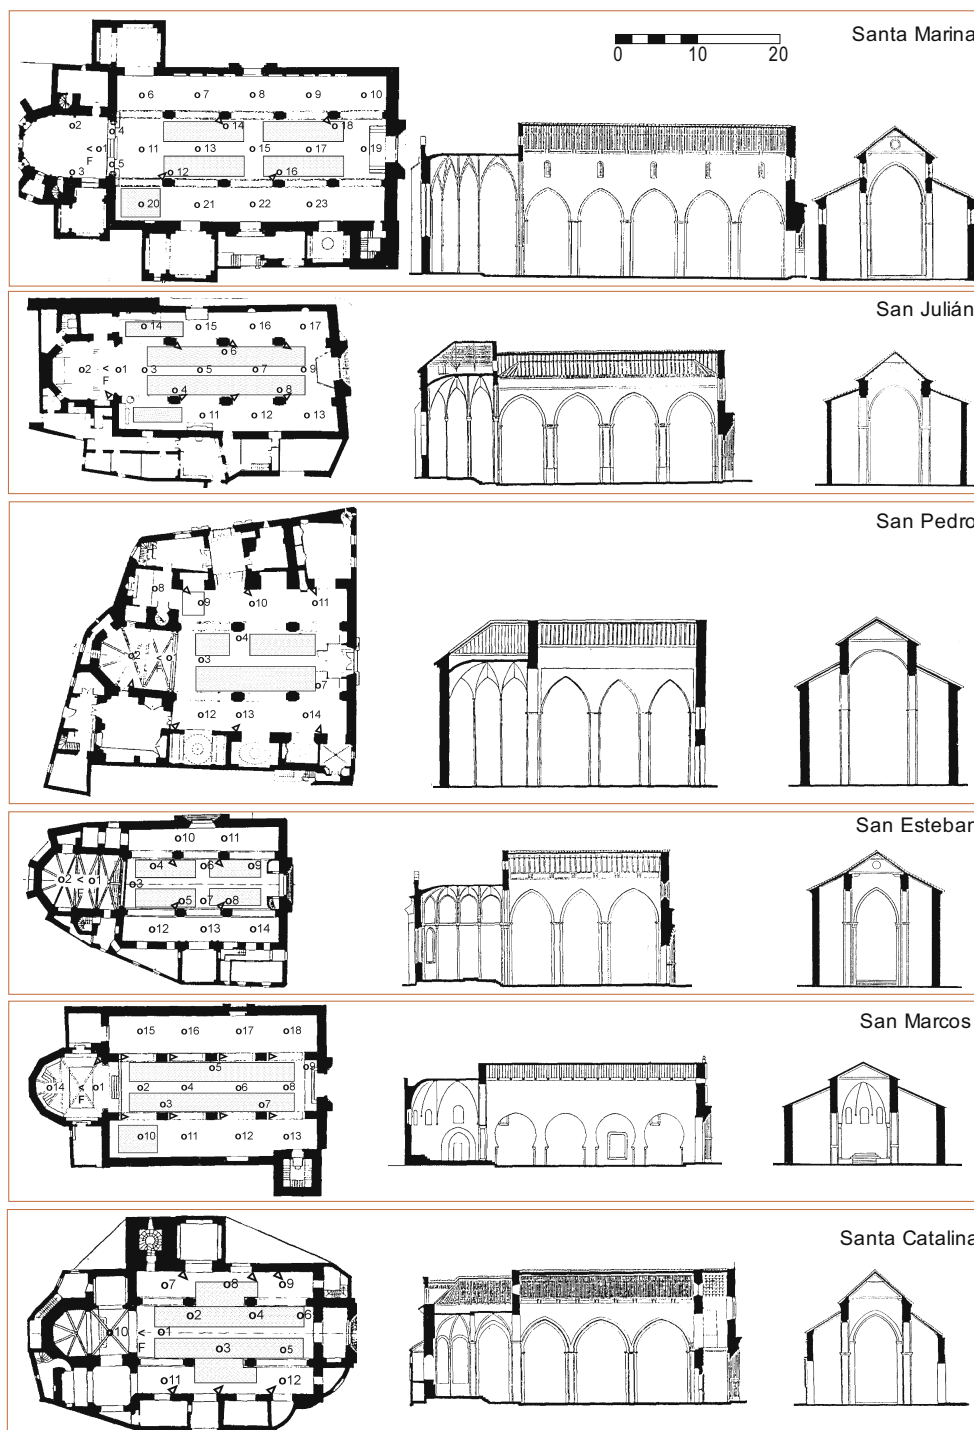 Santa Marina
0 10 20
6 7 8 9 10
2 4 14 18
1 11 13 15 17 19
F
3 5 12 16
20 21 22 23
San Julián
14 15 16 17
6
2 1 3 5 7 9
F
4 8
11 12 13
San Pedro
8 9 10 11
4
2 3
7
12 13 14
San Esteban
10 11
4 6 9
2 1 3
F
5 7 8
12 13 14
San Marcos
15 16 17 18
5 9
14 1 2 4 6 8
F
3 7
10 11 12 13
Santa Catalina
7 8 9
2 4 6
10 1
F
3 5
11 12